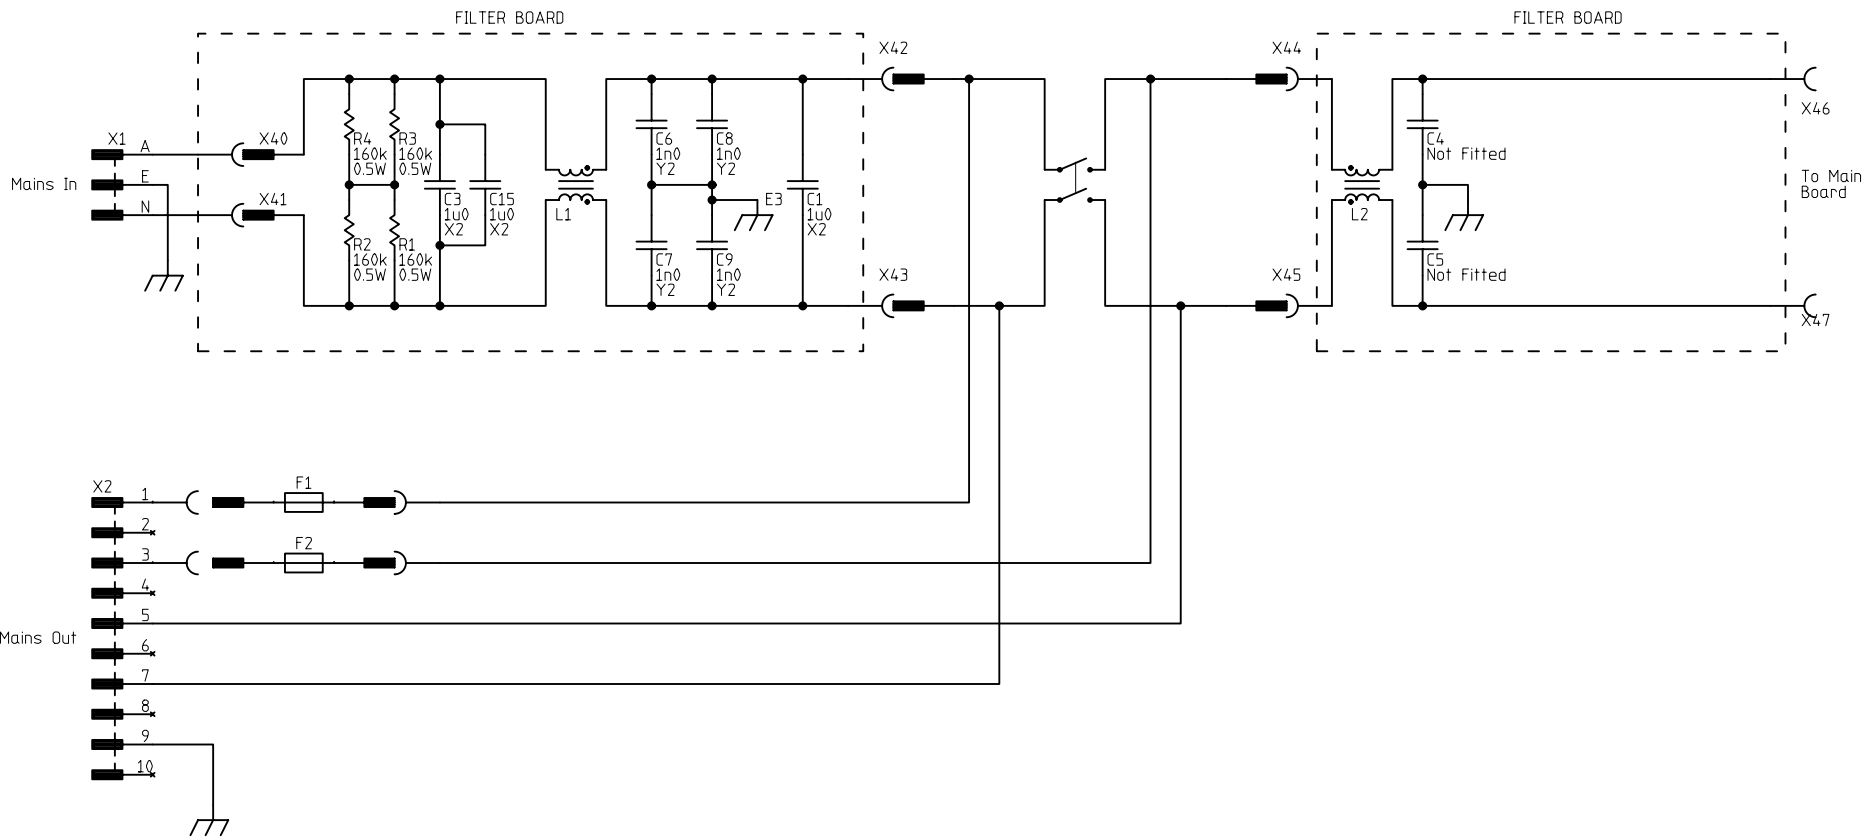 FILTER BOARD
FILTER BOARD
X42
X44
X46
X1
A
X40
E
Mains In
N
X41
R4
160k
0.5W
R3
160k
0.5W
C3
1u0
X2
C15
1u0
X2
R2
160k
0.5W
R1
160k
0.5W
L1
C6
1n0
Y2
C8
1n0
Y2
E3
C1
1u0
X2
C7
1n0
Y2
C9
1n0
Y2
X43
X45
C4
Not Fitted
L2
C5
Not Fitted
To Main
Board
X47
X2
1
F1
2
3
F2
4
5
Mains Out
6
7
8
9
10